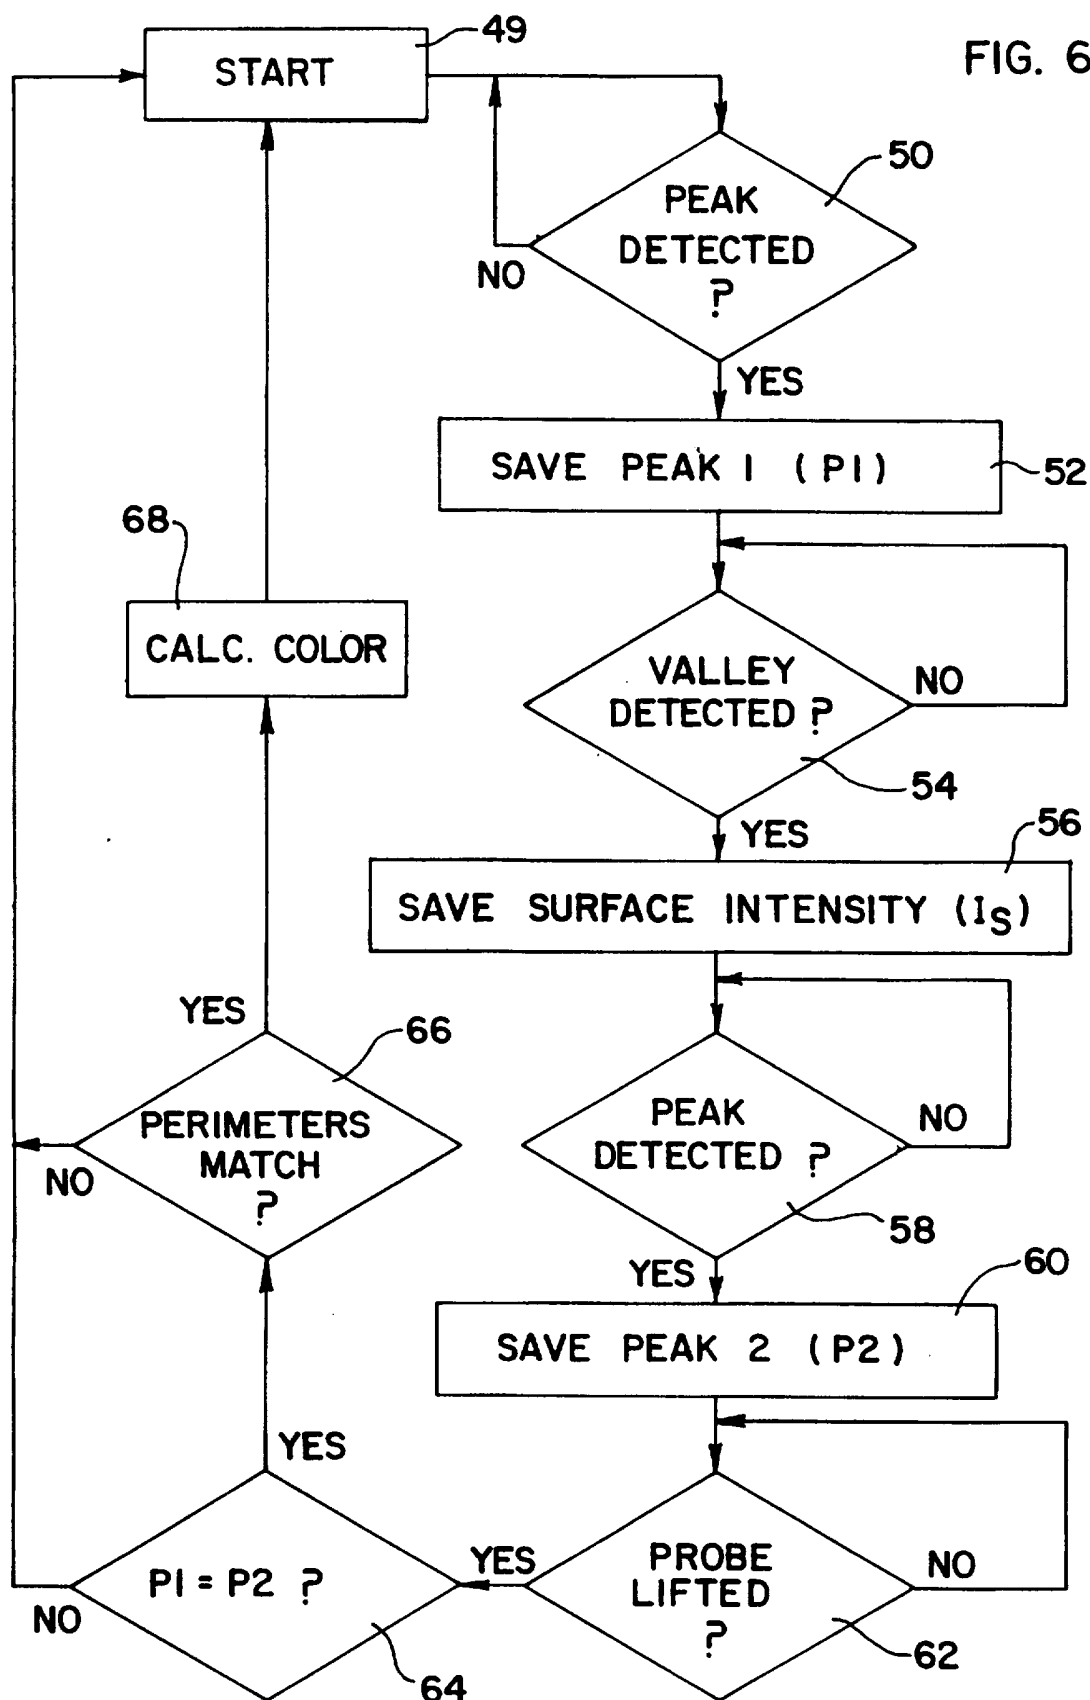 FIG. 6
49
START
50
PEAK
DETECTED
?
NO
YES
SAVE PEAK 1 (P1)
52
VALLEY
DETECTED ?
NO
54
YES
56
SAVE SURFACE INTENSITY (IS)
PEAK
DETECTED ?
NO
58
YES
60
SAVE PEAK 2 (P2)
PROBE
LIFTED
?
NO
62
YES
P1 = P2 ?
NO
64
YES
66
PERIMETERS
MATCH
?
NO
YES
68
CALC. COLOR